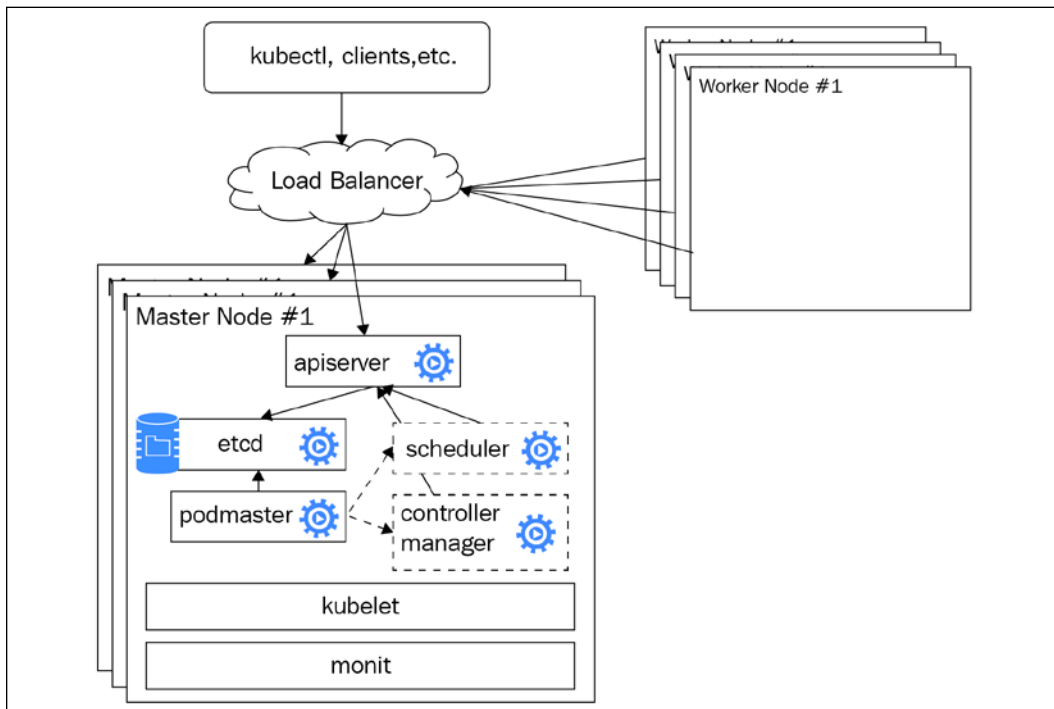 kubectl, clients,etc.
Load Balancer
Worker Node #1
Master Node #1
apiserver
etcd
scheduler
podmaster
controller
manager
kubelet
monit